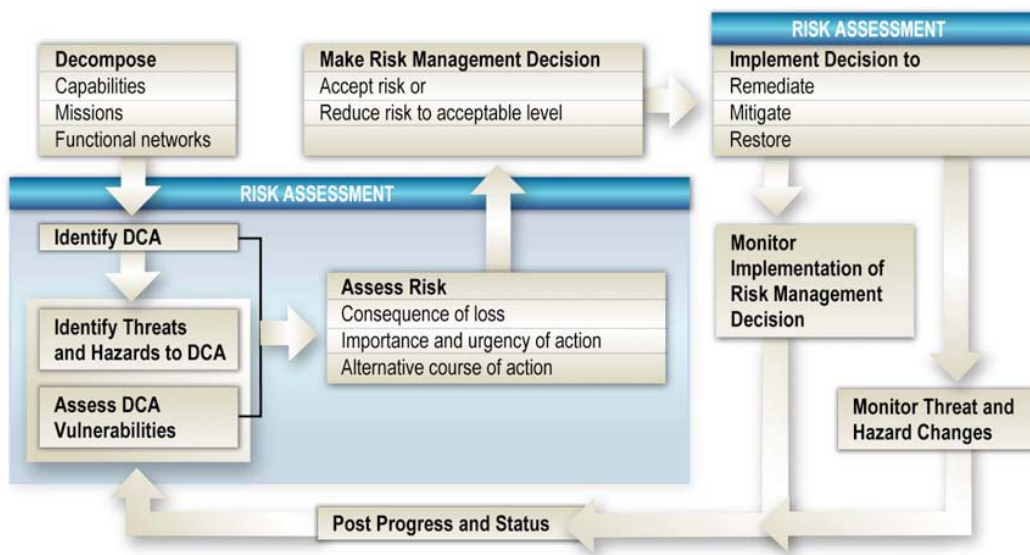 Decompose
Capabilities
Missions
Functional networks
Make Risk Management Decision
Accept risk or
Reduce risk to acceptable level
RISK ASSESSMENT
Implement Decision to
Remediate
Mitigate
Restore
RISK ASSESSMENT
Identify DCA
Identify Threats
and Hazards to DCA
Assess DCA
Vulnerabilities
Assess Risk
Consequence of loss
Importance and urgency of action
Alternative course of action
Monitor
Implementation of
Risk Management
Decision
Monitor Threat and
Hazard Changes
Post Progress and Status